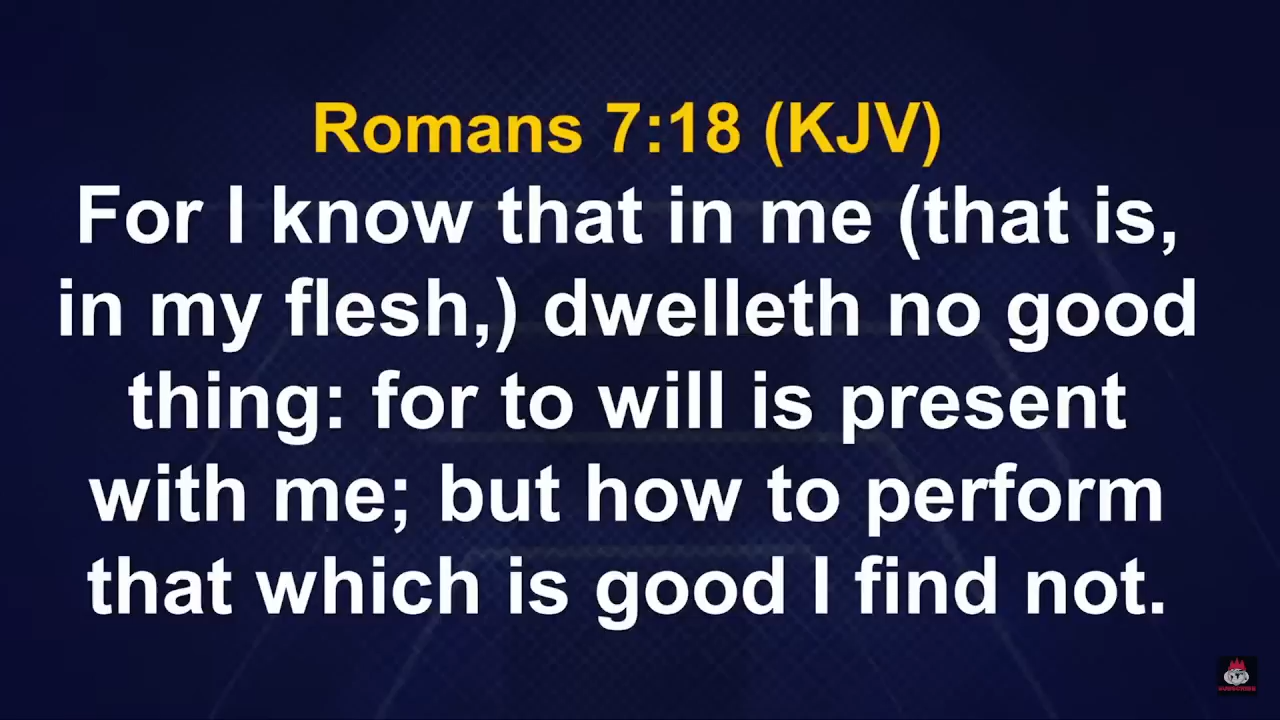 Romans 7:18 (KJV)
For I know that in me (that is,
in my flesh,) dwelleth no good
thing: for to will is present
with me; but how to perform
that which is good I find not.
SUBSCRIBE